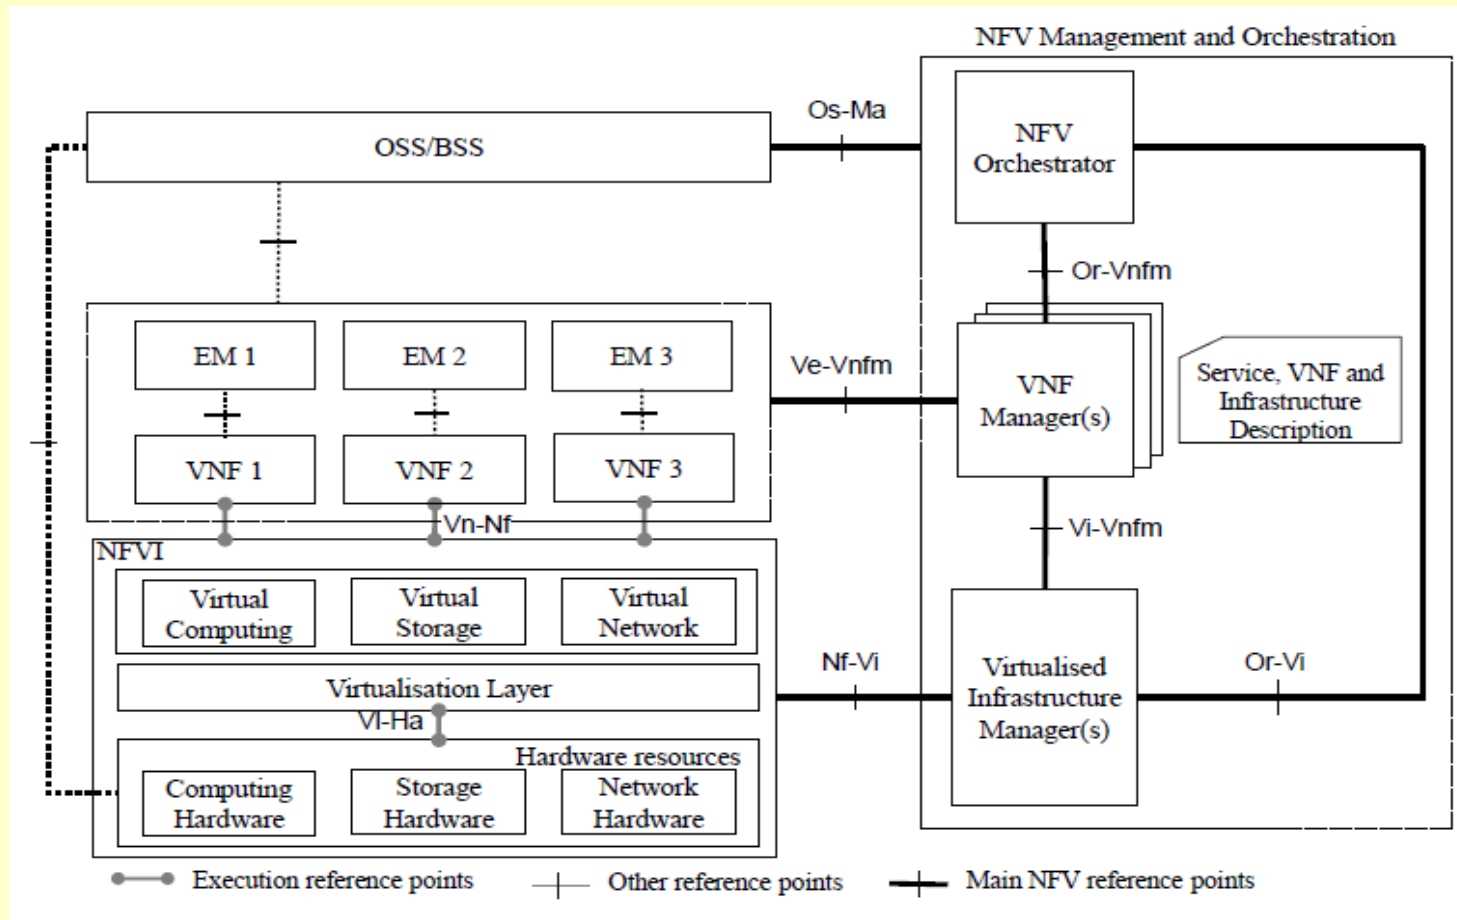 NFV Management and Orchestration
Os-Ma
OSS/BSS
NFV
Orchestrator
Or-Vnfm
EM 1
EM 2
EM 3
Ve-Vnfm
VNF
Manager(s)
Service, VNF and
Infrastructure
Description
VNF 1
VNF 2
VNF 3
Vn-Nf
Vi-Vnfm
NFVI
Virtual
Computing
Virtual
Storage
Virtual
Network
Nf-Vi
Virtualised
Infrastructure
Manager(s)
Or-Vi
Virtualisation Layer
Vl-Ha
Hardware resources
Computing
Hardware
Storage
Hardware
Network
Hardware
Execution reference points
Other reference points
Main NFV reference points